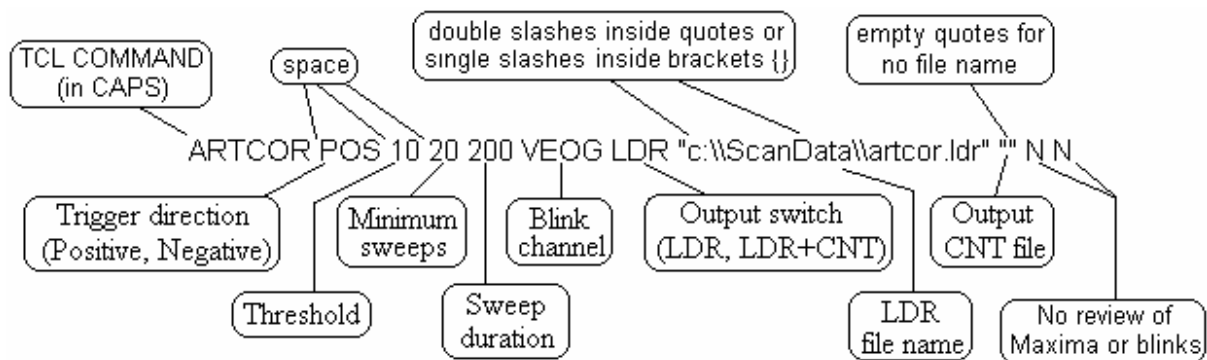 TCL COMMAND
(in CAPS)
space
double slashes inside quotes or
single slashes inside brackets {}
empty quotes for
no file name
ARTCOR POS 10 20 200 VEOG LDR "c:\\ScanData\\artcor.ldr" "" N N
Trigger direction
(Positive, Negative)
Threshold
Minimum
sweeps
Sweep
duration
Blink
channel
Output switch
(LDR, LDR+CNT)
LDR
file name
Output
CNT file
No review of
Maxima or blinks